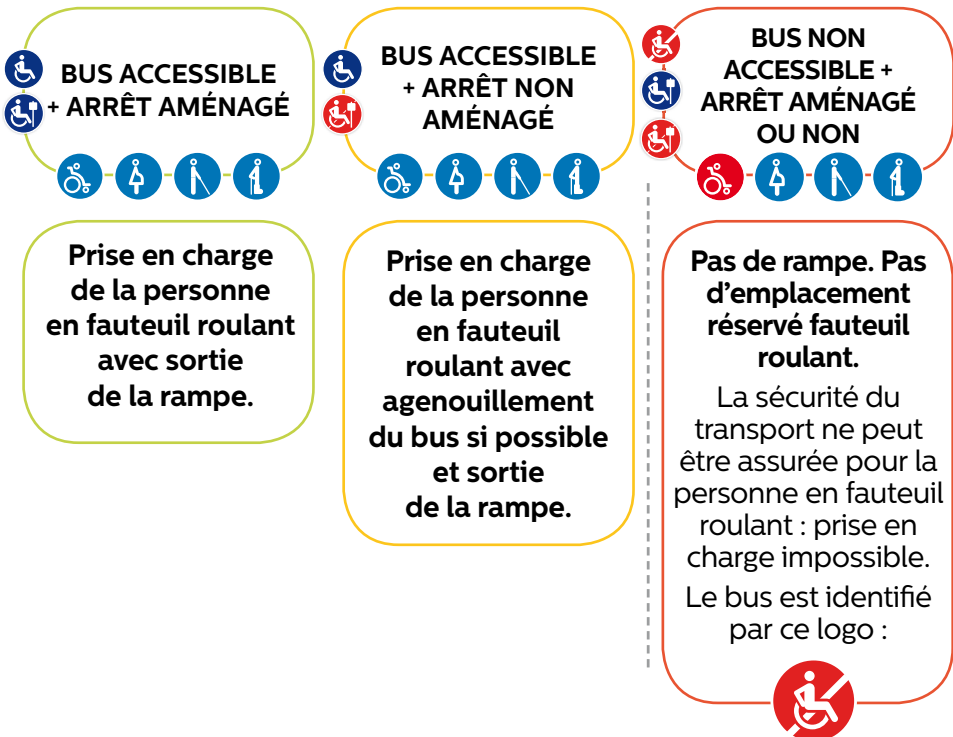 BUS ACCESSIBLE
+ ARRÊT AMÉNAGÉ
Prise en charge
de la personne
en fauteuil roulant
avec sortie
de la rampe.
BUS ACCESSIBLE
+ ARRÊT NON
AMÉNAGÉ
Prise en charge
de la personne
en fauteuil
roulant avec
agenouillement
du bus si possible
et sortie
de la rampe.
BUS NON
ACCESSIBLE +
ARRÊT AMÉNAGÉ
OU NON
Pas de rampe. Pas
d’emplacement
réservé fauteuil
roulant.
La sécurité du
transport ne peut
être assurée pour la
personne en fauteuil
roulant : prise en
charge impossible.
Le bus est identifié
par ce logo :